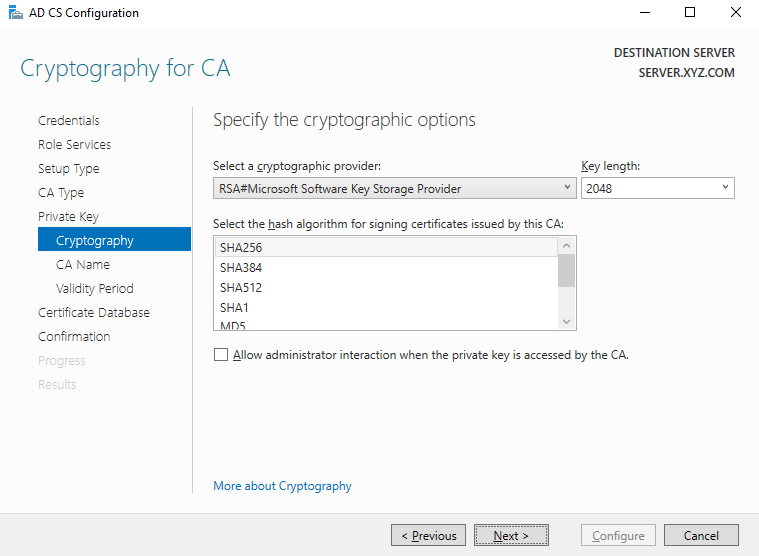 AD CS Configuration
Cryptography for CA
DESTINATION SERVER
SERVER.XYZ.COM
Credentials
Role Services
Setup Type
CA Type
Private Key
Cryptography
CA Name
Validity Period
Certificate Database
Confirmation
Progress
Results
Specify the cryptographic options
Select a cryptographic provider:
Key length:
RSA#Microsoft Software Key Storage Provider
2048
Select the hash algorithm for signing certificates issued by this CA:
SHA256
SHA384
SHA512
SHA1
MD5
Allow administrator interaction when the private key is accessed by the CA.
More about Cryptography
< Previous
Next >
Configure
Cancel